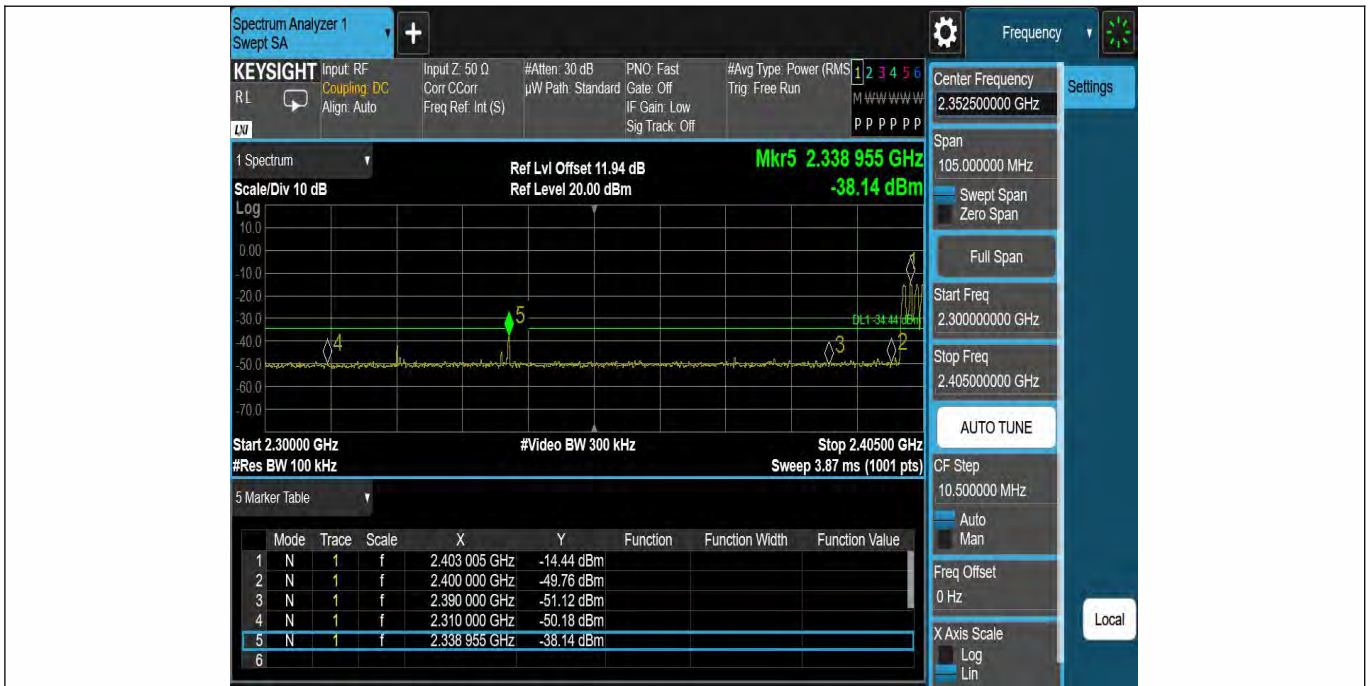 Spectrum Analyzer 1
Swept SA
+
Frequency
KEYSIGHT
RL
LXI
Input: RF
Coupling: DC
Align: Auto
Input Z: 50 Ω
Corr CCorr
Freq Ref: Int (S)
#Atten: 30 dB
µW Path: Standard
PNO: Fast
Gate: Off
IF Gain: Low
Sig Track: Off
#Avg Type: Power (RMS
Trig: Free Run
1 2 3 4 5 6
M W W W W W
P P P P P P
1 Spectrum
Scale/Div 10 dB
Ref Lvl Offset 11.94 dB
Ref Level 20.00 dBm
Mkr5 2.338 955 GHz
-38.14 dBm
Log
10.0
0.00
-10.0
-20.0
-30.0
-40.0
-50.0
-60.0
-70.0
1
5
DL1 -34.44 dBm
4
3
2
Start 2.30000 GHz
#Video BW 300 kHz
Stop 2.40500 GHz
#Res BW 100 kHz
Sweep 3.87 ms (1001 pts)
5 Marker Table
Mode Trace Scale X Y Function Function Width Function Value
1 N 1 f 2.403 005 GHz -14.44 dBm
2 N 1 f 2.400 000 GHz -49.76 dBm
3 N 1 f 2.390 000 GHz -51.12 dBm
4 N 1 f 2.310 000 GHz -50.18 dBm
5 N 1 f 2.338 955 GHz -38.14 dBm
6
Center Frequency
2.352500000 GHz
Settings
Span
105.000000 MHz
Swept Span
Zero Span
Full Span
Start Freq
2.300000000 GHz
Stop Freq
2.405000000 GHz
AUTO TUNE
CF Step
10.500000 MHz
Auto
Man
Freq Offset
0 Hz
Local
X Axis Scale
Log
Lin